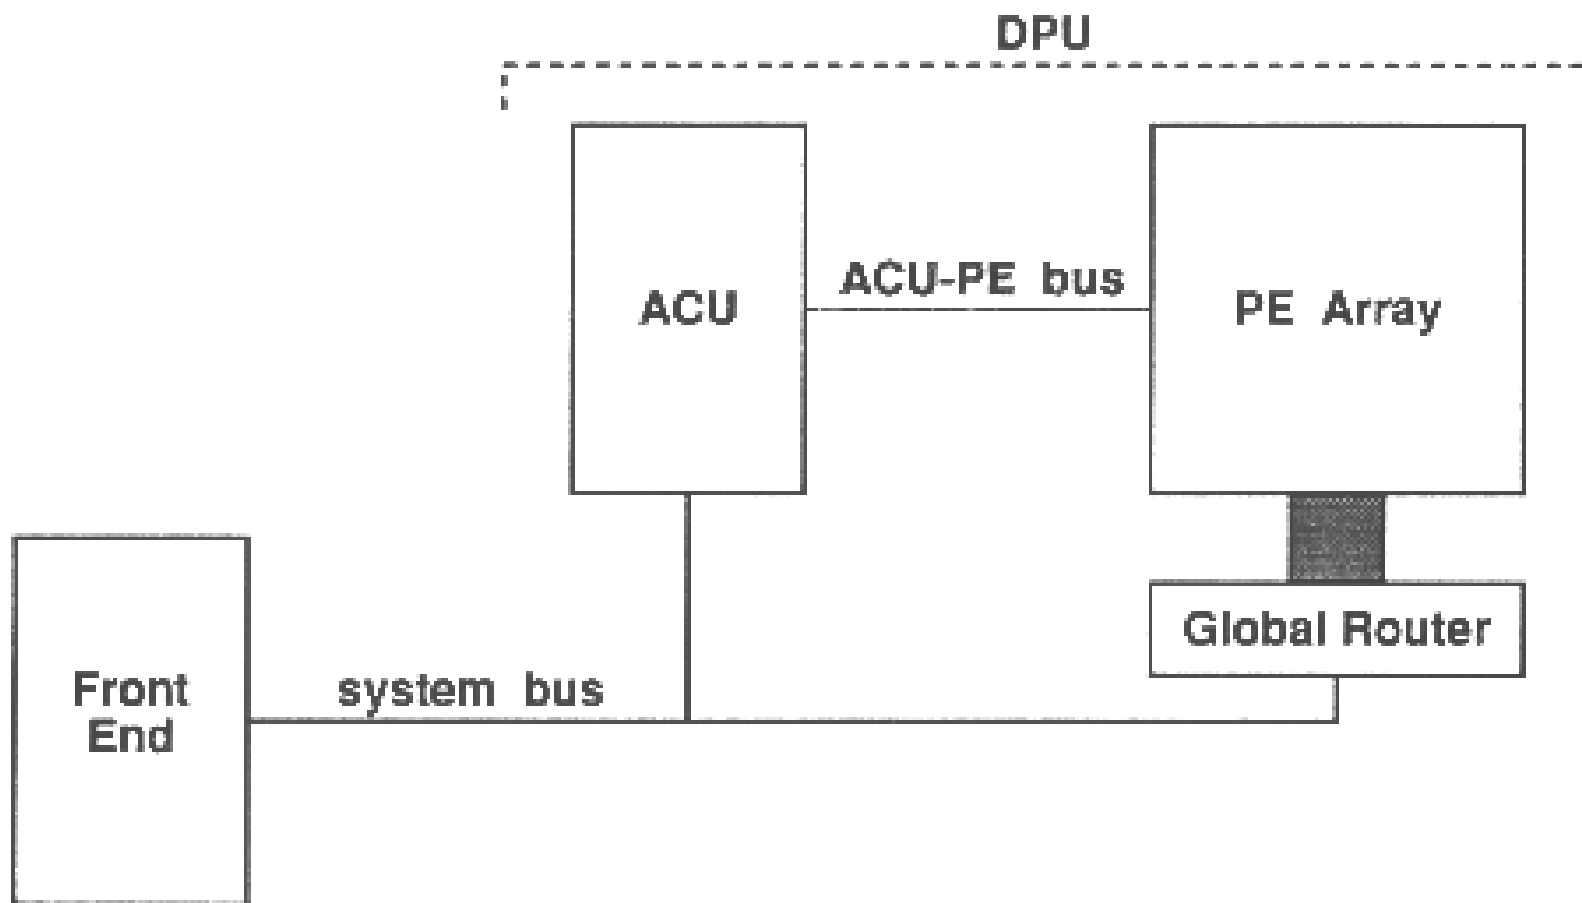 DPU
ACU
ACU-PE bus
PE Array
Global Router
Front
End
system bus